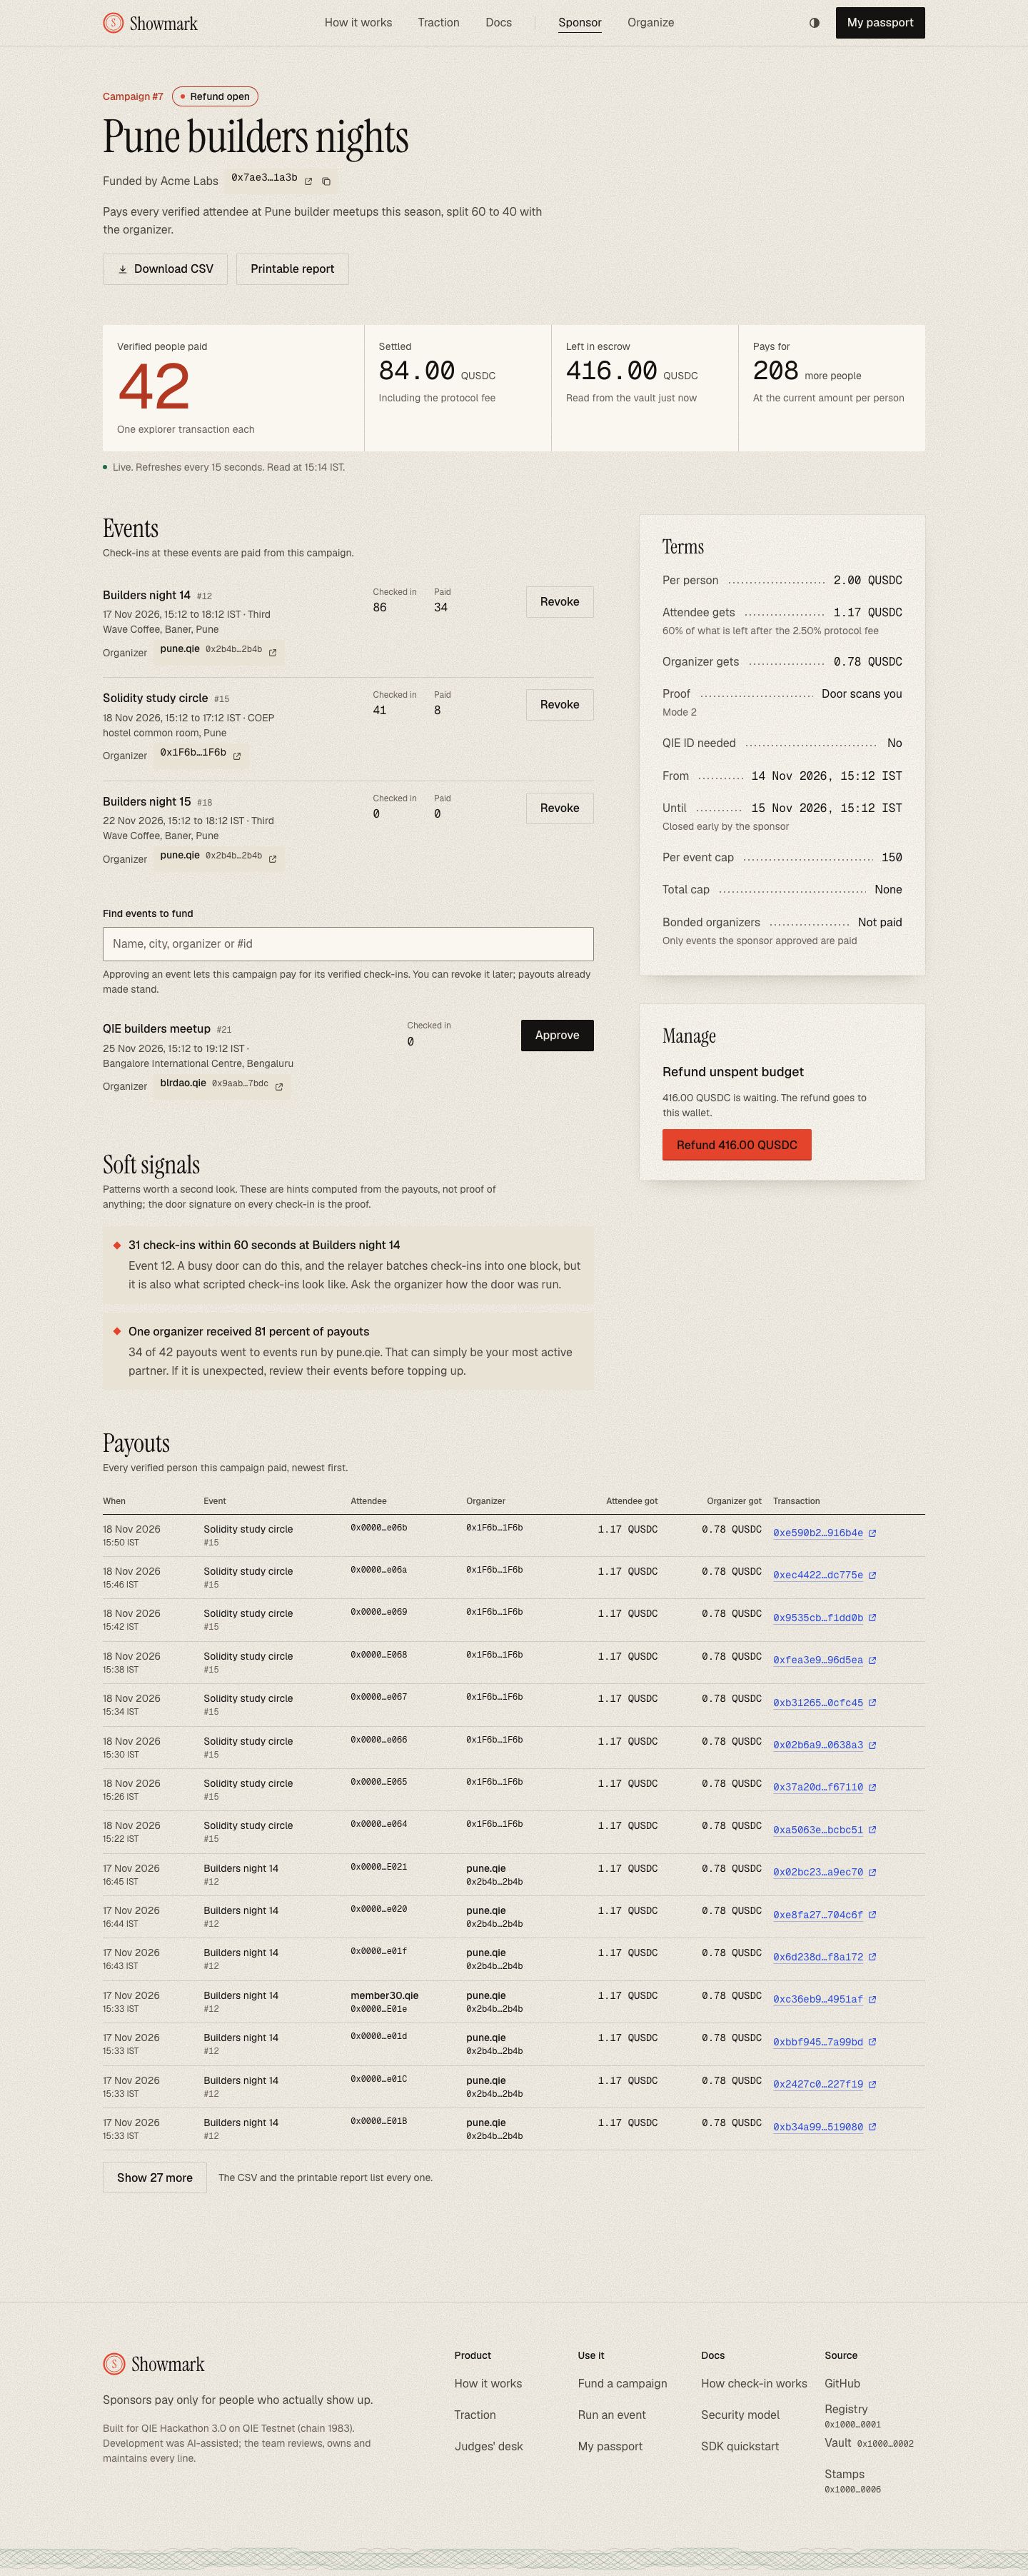 Showmark
How it works
Traction
Docs
Sponsor
Organize
My passport
Campaign #7
Refund open
Pune builders nights
Funded by Acme Labs 0x7ae3…1a3b
Pays every verified attendee at Pune builder meetups this season, split 60 to 40 with
the organizer.
Download CSV
Printable report
Verified people paid
42
One explorer transaction each
Settled
84.00 QUSDC
Including the protocol fee
Left in escrow
416.00 QUSDC
Read from the vault just now
Pays for
208 more people
At the current amount per person
Live. Refreshes every 15 seconds. Read at 15:14 IST.
Events
Check-ins at these events are paid from this campaign.
Builders night 14 #12
17 Nov 2026, 15:12 to 18:12 IST · Third
Wave Coffee, Baner, Pune
Organizer pune.qie 0x2b4b…2b4b
Checked in
86
Paid
34
Revoke
Solidity study circle #15
18 Nov 2026, 15:12 to 17:12 IST · COEP
hostel common room, Pune
Organizer 0x1F6b…1F6b
Checked in
41
Paid
8
Revoke
Builders night 15 #18
22 Nov 2026, 15:12 to 18:12 IST · Third
Wave Coffee, Baner, Pune
Organizer pune.qie 0x2b4b…2b4b
Checked in
0
Paid
0
Revoke
Find events to fund
Name, city, organizer or #id
Approving an event lets this campaign pay for its verified check-ins. You can revoke it later; payouts already
made stand.
QIE builders meetup #21
25 Nov 2026, 15:12 to 19:12 IST ·
Bangalore International Centre, Bengaluru
Organizer blrdao.qie 0x9aab…7bdc
Checked in
0
Approve
Terms
Per person 2.00 QUSDC
Attendee gets 1.17 QUSDC
60% of what is left after the 2.50% protocol fee
Organizer gets 0.78 QUSDC
Proof Door scans you
Mode 2
QIE ID needed No
From 14 Nov 2026, 15:12 IST
Until 15 Nov 2026, 15:12 IST
Closed early by the sponsor
Per event cap 150
Total cap None
Bonded organizers Not paid
Only events the sponsor approved are paid
Manage
Refund unspent budget
416.00 QUSDC is waiting. The refund goes to
this wallet.
Refund 416.00 QUSDC
Soft signals
Patterns worth a second look. These are hints computed from the payouts, not proof of
anything; the door signature on every check-in is the proof.
31 check-ins within 60 seconds at Builders night 14
Event 12. A busy door can do this, and the relayer batches check-ins into one block, but
it is also what scripted check-ins look like. Ask the organizer how the door was run.
One organizer received 81 percent of payouts
34 of 42 payouts went to events run by pune.qie. That can simply be your most active
partner. If it is unexpected, review their events before topping up.
Payouts
Every verified person this campaign paid, newest first.
When Event Attendee Organizer Attendee got Organizer got Transaction
18 Nov 2026 Solidity study circle 0x0000…e06b 0x1F6b…1F6b 1.17 QUSDC 0.78 QUSDC 0xe590b2…916b4e
15:50 IST #15
18 Nov 2026 Solidity study circle 0x0000…e06a 0x1F6b…1F6b 1.17 QUSDC 0.78 QUSDC 0xec4422…dc775e
15:46 IST #15
18 Nov 2026 Solidity study circle 0x0000…e069 0x1F6b…1F6b 1.17 QUSDC 0.78 QUSDC 0x9535cb…f1dd0b
15:42 IST #15
18 Nov 2026 Solidity study circle 0x0000…E068 0x1F6b…1F6b 1.17 QUSDC 0.78 QUSDC 0xfea3e9…96d5ea
15:38 IST #15
18 Nov 2026 Solidity study circle 0x0000…e067 0x1F6b…1F6b 1.17 QUSDC 0.78 QUSDC 0xb31265…0cfc45
15:34 IST #15
18 Nov 2026 Solidity study circle 0x0000…e066 0x1F6b…1F6b 1.17 QUSDC 0.78 QUSDC 0x02b6a9…0638a3
15:30 IST #15
18 Nov 2026 Solidity study circle 0x0000…E065 0x1F6b…1F6b 1.17 QUSDC 0.78 QUSDC 0x37a20d…f67110
15:26 IST #15
18 Nov 2026 Solidity study circle 0x0000…e064 0x1F6b…1F6b 1.17 QUSDC 0.78 QUSDC 0xa5063e…bcbc51
15:22 IST #15
17 Nov 2026 Builders night 14 0x0000…E021 pune.qie 1.17 QUSDC 0.78 QUSDC 0x02bc23…a9ec70
16:45 IST #12 0x2b4b…2b4b
17 Nov 2026 Builders night 14 0x0000…e020 pune.qie 1.17 QUSDC 0.78 QUSDC 0xe8fa27…704c6f
16:44 IST #12 0x2b4b…2b4b
17 Nov 2026 Builders night 14 0x0000…e01f pune.qie 1.17 QUSDC 0.78 QUSDC 0x6d238d…f8a172
16:43 IST #12 0x2b4b…2b4b
17 Nov 2026 Builders night 14 member30.qie pune.qie 1.17 QUSDC 0.78 QUSDC 0xc36eb9…4951af
15:33 IST #12 0x0000…E01e 0x2b4b…2b4b
17 Nov 2026 Builders night 14 0x0000…e01d pune.qie 1.17 QUSDC 0.78 QUSDC 0xbbf945…7a99bd
15:33 IST #12 0x2b4b…2b4b
17 Nov 2026 Builders night 14 0x0000…e01C pune.qie 1.17 QUSDC 0.78 QUSDC 0x2427c0…227f19
15:33 IST #12 0x2b4b…2b4b
17 Nov 2026 Builders night 14 0x0000…E01B pune.qie 1.17 QUSDC 0.78 QUSDC 0xb34a99…519080
15:33 IST #12 0x2b4b…2b4b
Show 27 more
The CSV and the printable report list every one.
Showmark
Sponsors pay only for people who actually show up.
Built for QIE Hackathon 3.0 on QIE Testnet (chain 1983).
Development was AI-assisted; the team reviews, owns and
maintains every line.
Product
How it works
Traction
Judges' desk
Use it
Fund a campaign
Run an event
My passport
Docs
How check-in works
Security model
SDK quickstart
Source
GitHub
Registry
0x1000…0001
Vault 0x1000…0002
Stamps
0x1000…0006